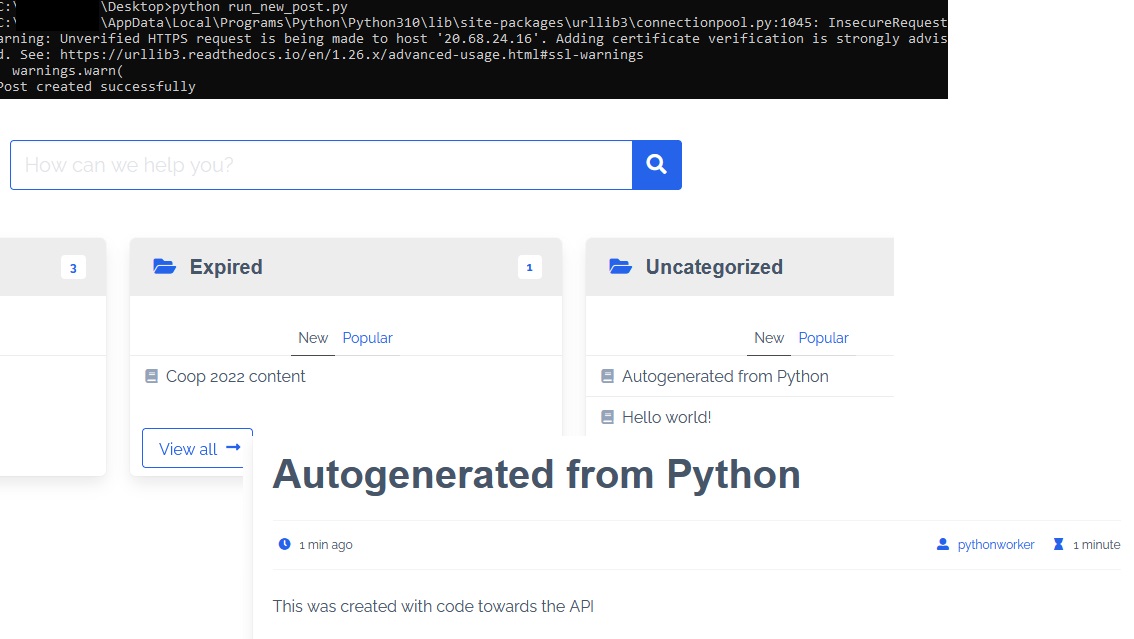 C:\ \Desktop>python run_new_post.py
C:\ \AppData\Local\Programs\Python\Python310\lib\site-packages\urllib3\connectionpool.py:1045: InsecureRequest
arning: Unverified HTTPS request is being made to host '20.68.24.16'. Adding certificate verification is strongly advis
d. See: https://urllib3.readthedocs.io/en/1.26.x/advanced-usage.html#ssl-warnings
warnings.warn(
Post created successfully
How can we help you?
3
Expired
1
Uncategorized
New Popular
New Popular
Coop 2022 content
Autogenerated from Python
Hello world!
View all
Autogenerated from Python
1 min ago
pythonworker
1 minute
This was created with code towards the API